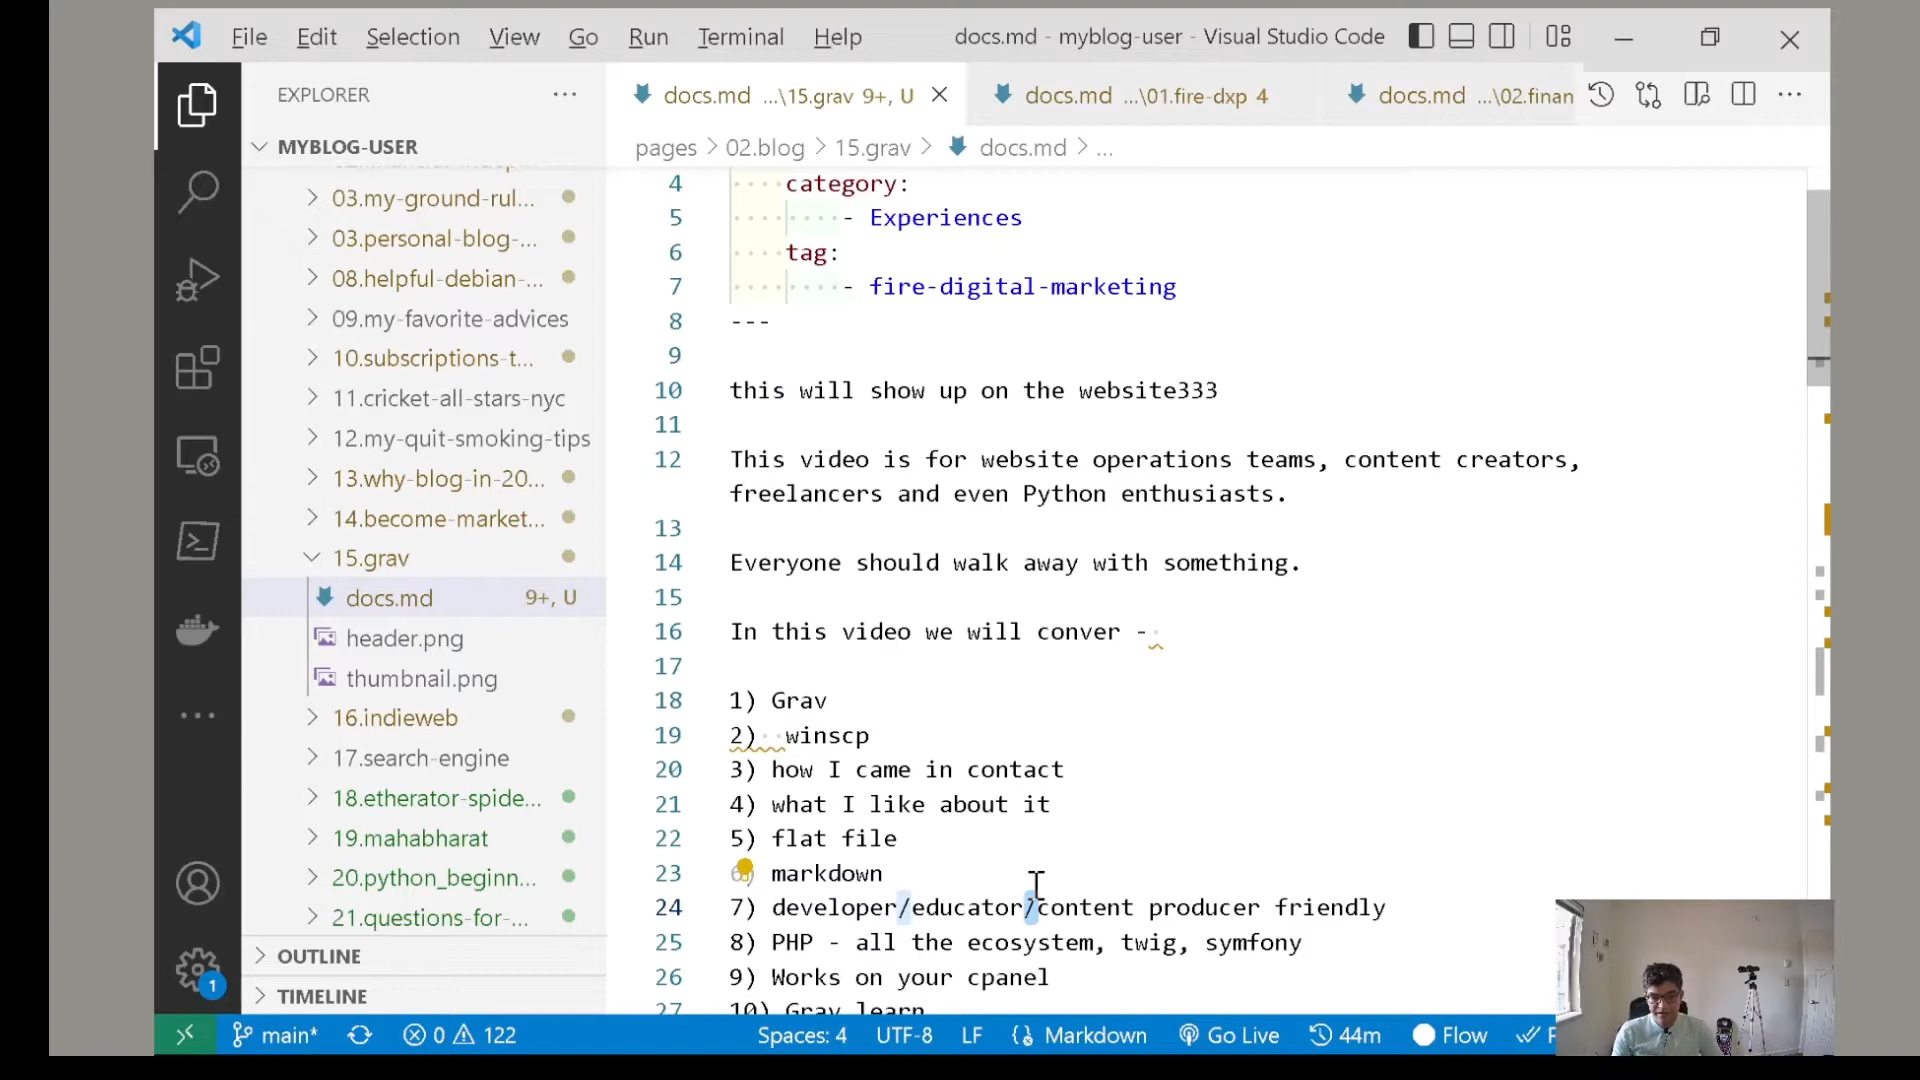 File Edit Selection View Go Run Terminal Help docs.md - myblog-user - Visual Studio Code
EXPLORER
docs.md ...\15.grav 9+, U
docs.md ...\01.fire-dxp 4
docs.md ...\02.finan
MYBLOG-USER
pages > 02.blog > 15.grav > docs.md > ...
03.my-ground-rul...
03.personal-blog-...
08.helpful-debian-...
09.my-favorite-advices
10.subscriptions-t...
11.cricket-all-stars-nyc
12.my-quit-smoking-tips
13.why-blog-in-20...
14.become-market...
15.grav
docs.md 9+, U
header.png
thumbnail.png
16.indieweb
17.search-engine
18.etherator-spide...
19.mahabharat
20.python_beginn...
21.questions-for-...
OUTLINE
TIMELINE
4 category:
5 - Experiences
6 tag:
7 - fire-digital-marketing
8 ---
9
10 this will show up on the website333
11
12 This video is for website operations teams, content creators,
freelancers and even Python enthusiasts.
13
14 Everyone should walk away with something.
15
16 In this video we will conver -
17
18 1) Grav
19 2) winscp
20 3) how I came in contact
21 4) what I like about it
22 5) flat file
23 6) markdown
24 7) developer/educator/content producer friendly
25 8) PHP - all the ecosystem, twig, symfony
26 9) Works on your cpanel
27 10) Grav learn
1
main* 0 122 Spaces: 4 UTF-8 LF Markdown Go Live 44m Flow